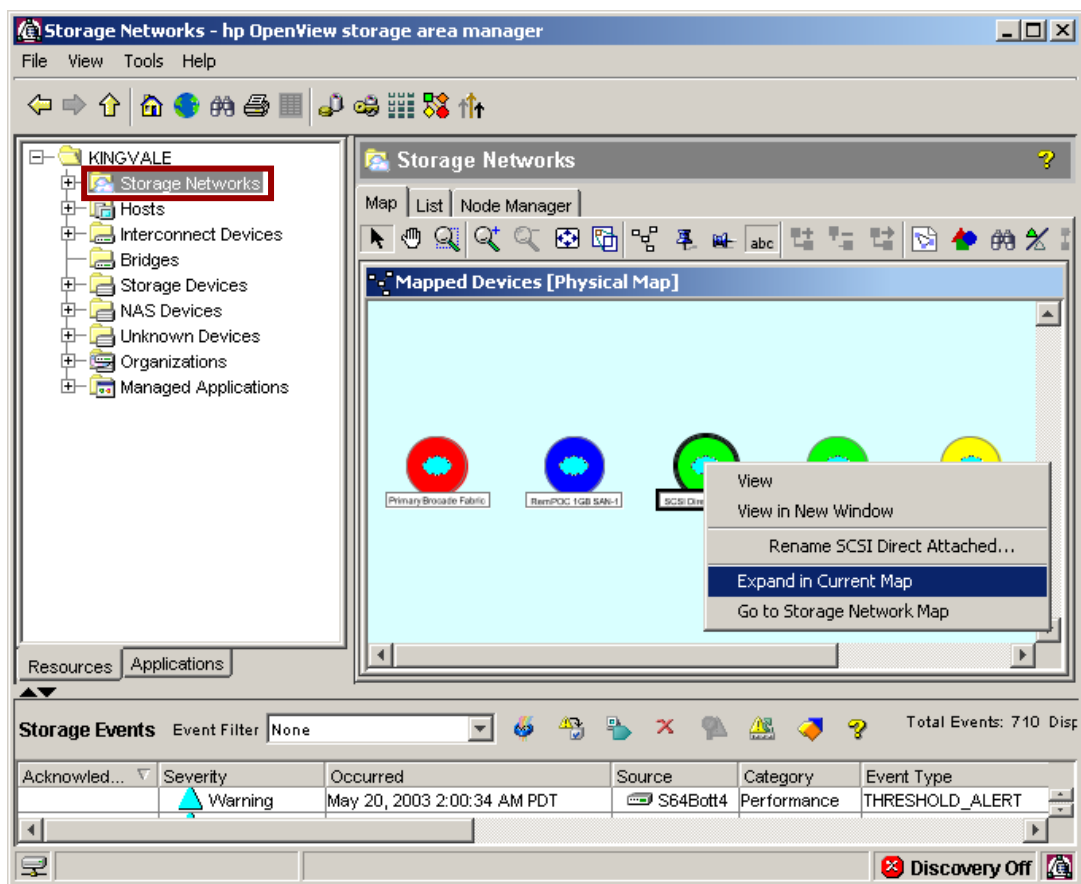 Storage Networks - hp OpenView storage area manager
File View Tools Help
KINGVALE
Storage Networks
Hosts
Interconnect Devices
Bridges
Storage Devices
NAS Devices
Unknown Devices
Organizations
Managed Applications
Resources Applications
Storage Networks
Map List Node Manager
abc
Mapped Devices [Physical Map]
Primary Brocade Fabric
RemPOC 1GB SAN-1
SCSI Dire
View
View in New Window
Rename SCSI Direct Attached...
Expand in Current Map
Go to Storage Network Map
Storage Events Event Filter None Total Events: 710 Disp
Acknowled... Severity Occurred Source Category Event Type
Warning May 20, 2003 2:00:34 AM PDT S64Bott4 Performance THRESHOLD_ALERT
Discovery Off